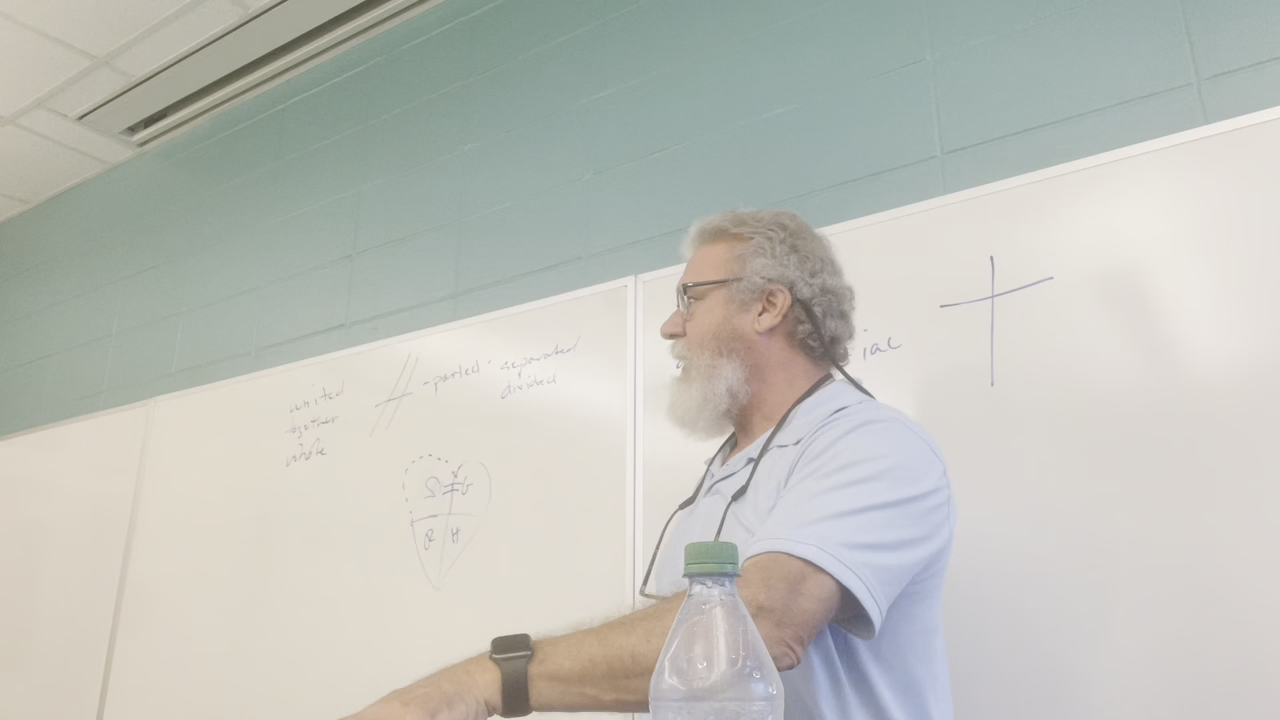 united
together
whole
-parted- separated
divided
S = G
R H
iac